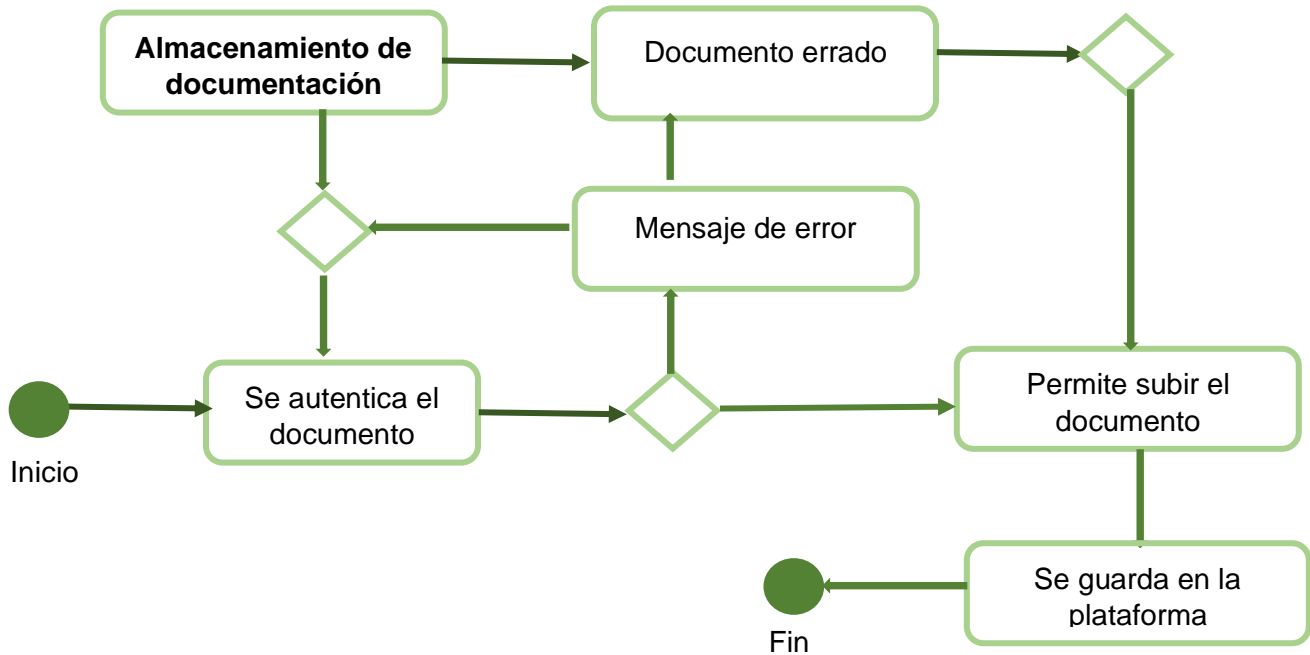 Almacenamiento de
documentación
Documento errado
Mensaje de error
Se autentica el
documento
Permite subir el
documento
Inicio
Se guarda en la
plataforma
Fin